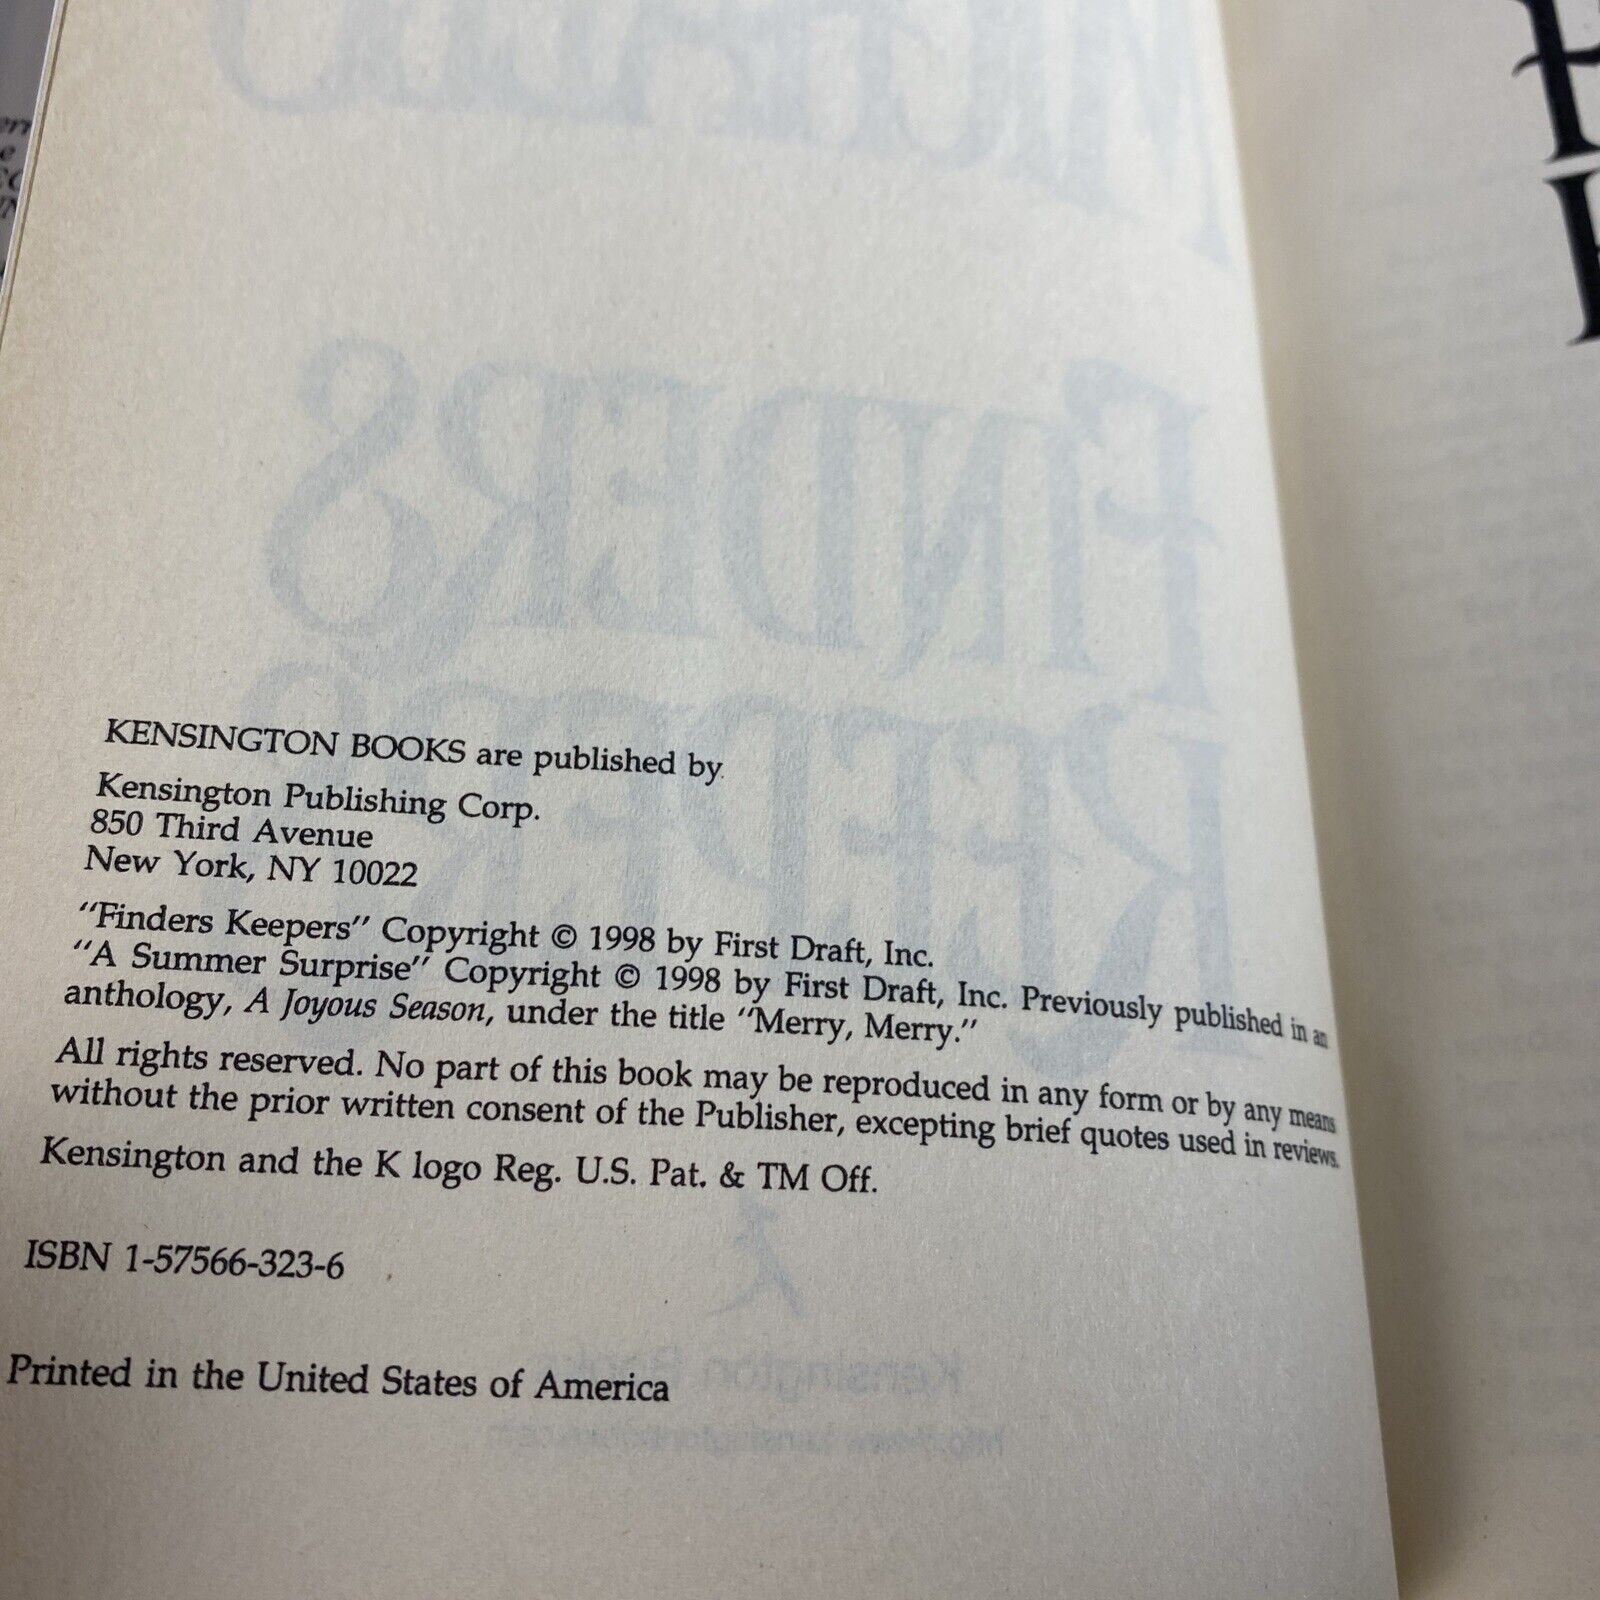 KENSINGTON BOOKS are published by
Kensington Publishing Corp.
850 Third Avenue
New York, NY 10022
"Finders Keepers" Copyright © 1998 by First Draft, Inc.
"A Summer Surprise" Copyright © 1998 by First Draft, Inc. Previously published in an
anthology, A Joyous Season, under the title "Merry, Merry."
All rights reserved. No part of this book may be reproduced in any form or by any means
without the prior written consent of the Publisher, excepting brief quotes used in reviews.
Kensington and the K logo Reg. U.S. Pat. & TM Off.
ISBN 1-57566-323-6
Printed in the United States of America